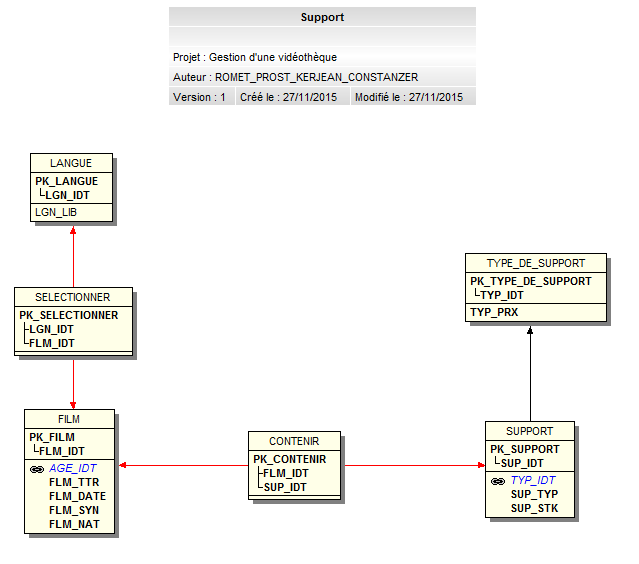 Support
Projet : Gestion d'une vidéothèque
Auteur : ROMET_PROST_KERJEAN_CONSTANZER
Version : 1 Créé le : 27/11/2015 Modifié le : 27/11/2015
LANGUE
PK_LANGUE
LGN_IDT
LGN_LIB
SELECTIONNER
PK_SELECTIONNER
LGN_IDT
FLM_IDT
TYPE_DE_SUPPORT
PK_TYPE_DE_SUPPORT
TYP_IDT
TYP_PRX
FILM
PK_FILM
FLM_IDT
AGE_IDT
FLM_TTR
FLM_DATE
FLM_SYN
FLM_NAT
CONTENIR
PK_CONTENIR
FLM_IDT
SUP_IDT
SUPPORT
PK_SUPPORT
SUP_IDT
TYP_IDT
SUP_TYP
SUP_STK